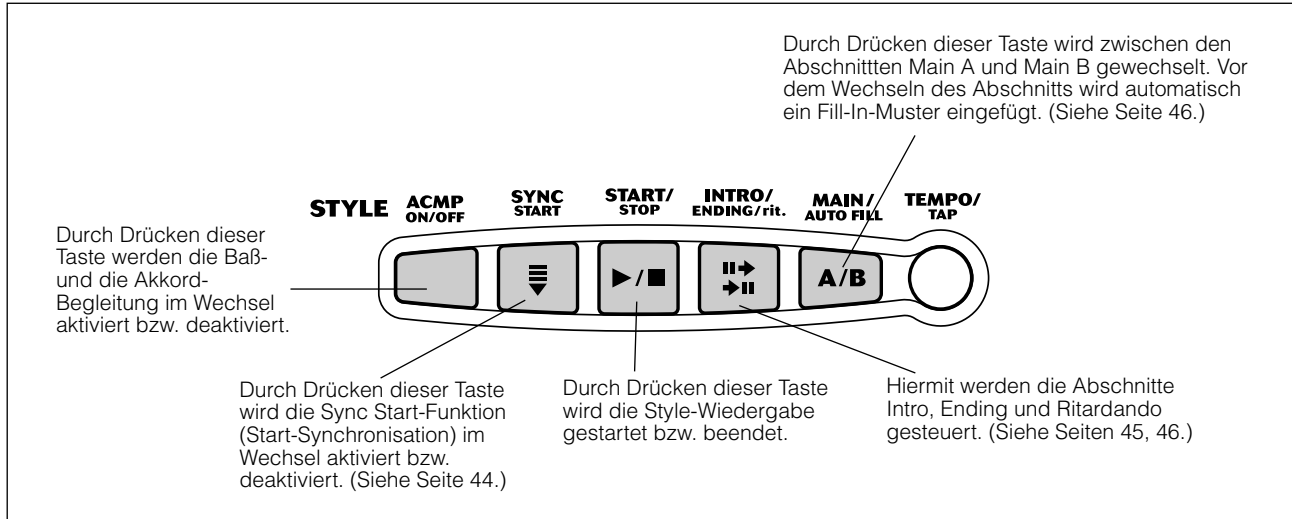 Durch Drücken dieser Taste wird zwischen den
Abschnittten Main A und Main B gewechselt. Vor
dem Wechseln des Abschnitts wird automatisch
ein Fill-In-Muster eingefügt. (Siehe Seite 46.)
STYLE
ACMP
ON/OFF
SYNC
START
START/
STOP
INTRO/
ENDING/rit.
MAIN/
AUTO FILL
TEMPO/
TAP
A/B
Durch Drücken dieser
Taste werden die Baß-
und die Akkord-
Begleitung im Wechsel
aktiviert bzw. deaktiviert.
Durch Drücken dieser Taste
wird die Sync Start-Funktion
(Start-Synchronisation) im
Wechsel aktiviert bzw.
deaktiviert. (Siehe Seite 44.)
Durch Drücken dieser Taste
wird die Style-Wiedergabe
gestartet bzw. beendet.
Hiermit werden die Abschnitte
Intro, Ending und Ritardando
gesteuert. (Siehe Seiten 45, 46.)